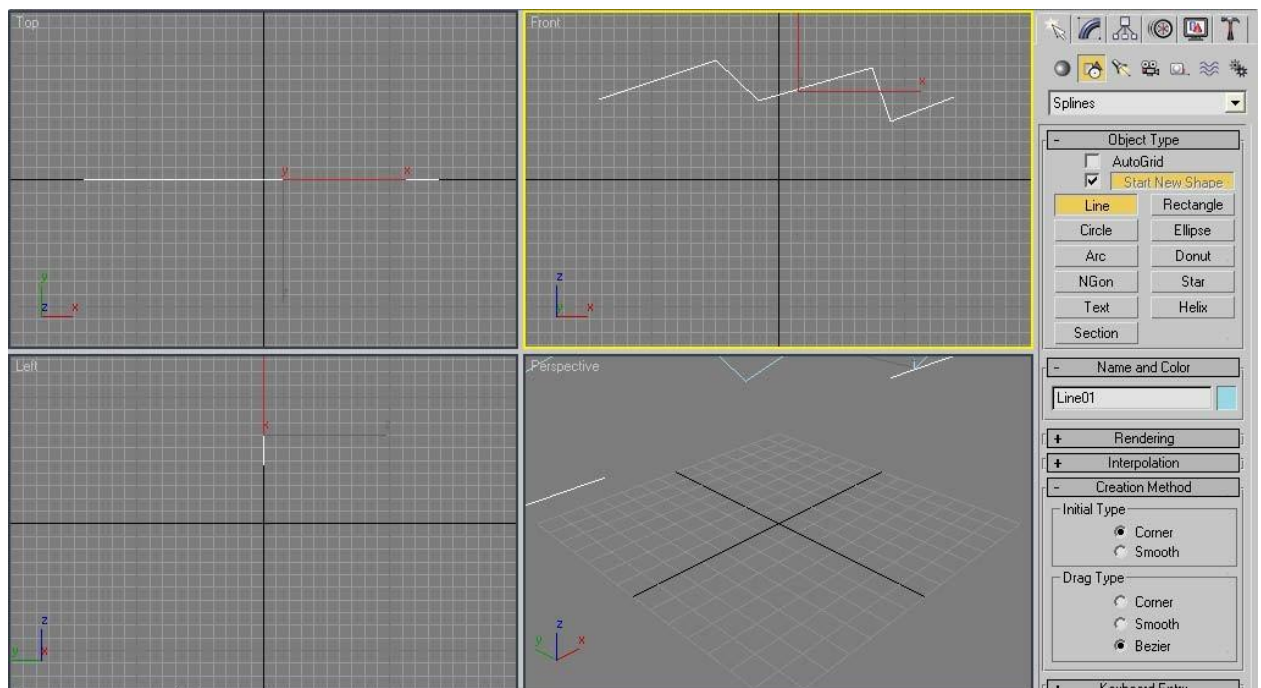 Top
y
x
y
z
x
Front
x
z
y
x
Left
x
z
y
x
Perspective
z
y
x
Splines
- Object Type
AutoGrid
Start New Shape
Line
Rectangle
Circle
Ellipse
Arc
Donut
NGon
Star
Text
Helix
Section
- Name and Color
Line01
+ Rendering
+ Interpolation
- Creation Method
Initial Type
Corner
Smooth
Drag Type
Corner
Smooth
Bezier
+ Keyboard Entry